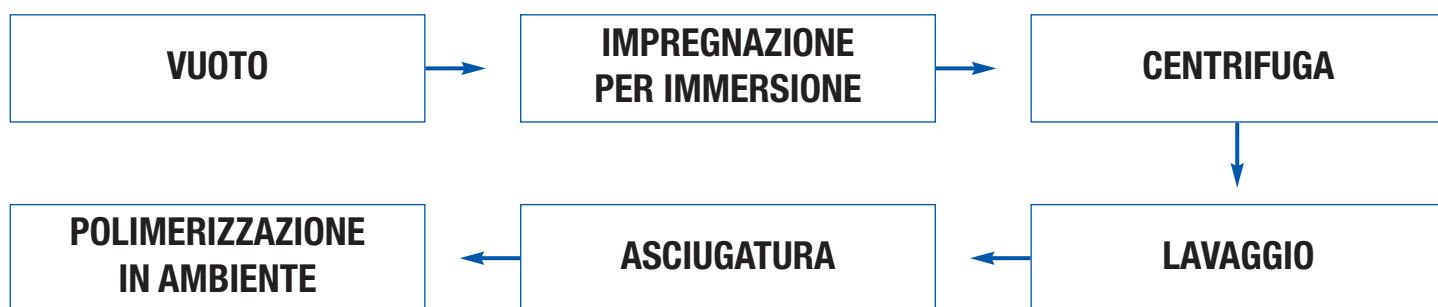 VUOTO
IMPREGNAZIONE
PER IMMERSIONE
CENTRIFUGA
LAVAGGIO
ASCIUGATURA
POLIMERIZZAZIONE
IN AMBIENTE